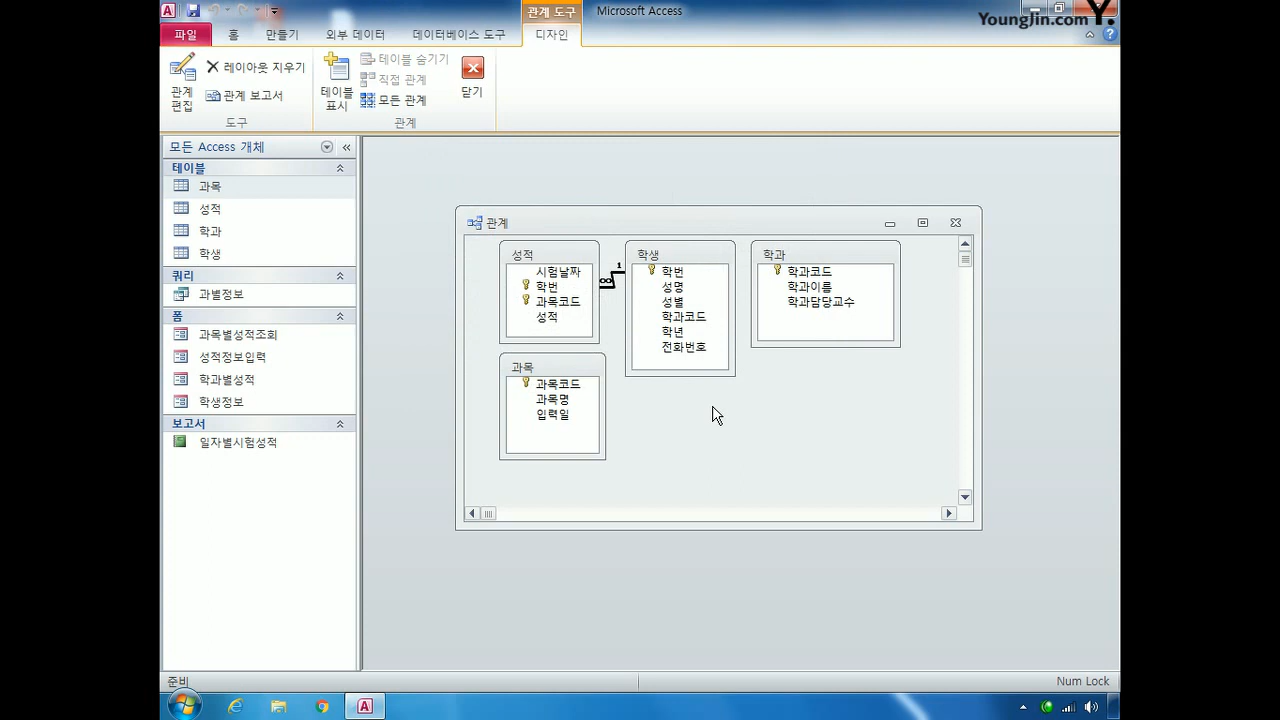 Microsoft Access
YoungJin.com Y.
관계 도구
파일
홈
만들기
외부 데이터
데이터베이스 도구
디자인
관계
편집
레이아웃 지우기
관계 보고서
도구
테이블
표시
테이블 숨기기
직접 관계
모든 관계
닫기
관계
모든 Access 개체
테이블
과목
성적
학과
학생
쿼리
과별정보
폼
과목별성적조회
성적정보입력
학과별성적
학생정보
보고서
일자별시험성적
관계
성적
시험날짜
학번
과목코드
성적
1
∞
학생
학번
성명
성별
학과코드
학년
전화번호
학과
학과코드
학과이름
학과담당교수
과목
과목코드
과목명
입력일
준비
Num Lock